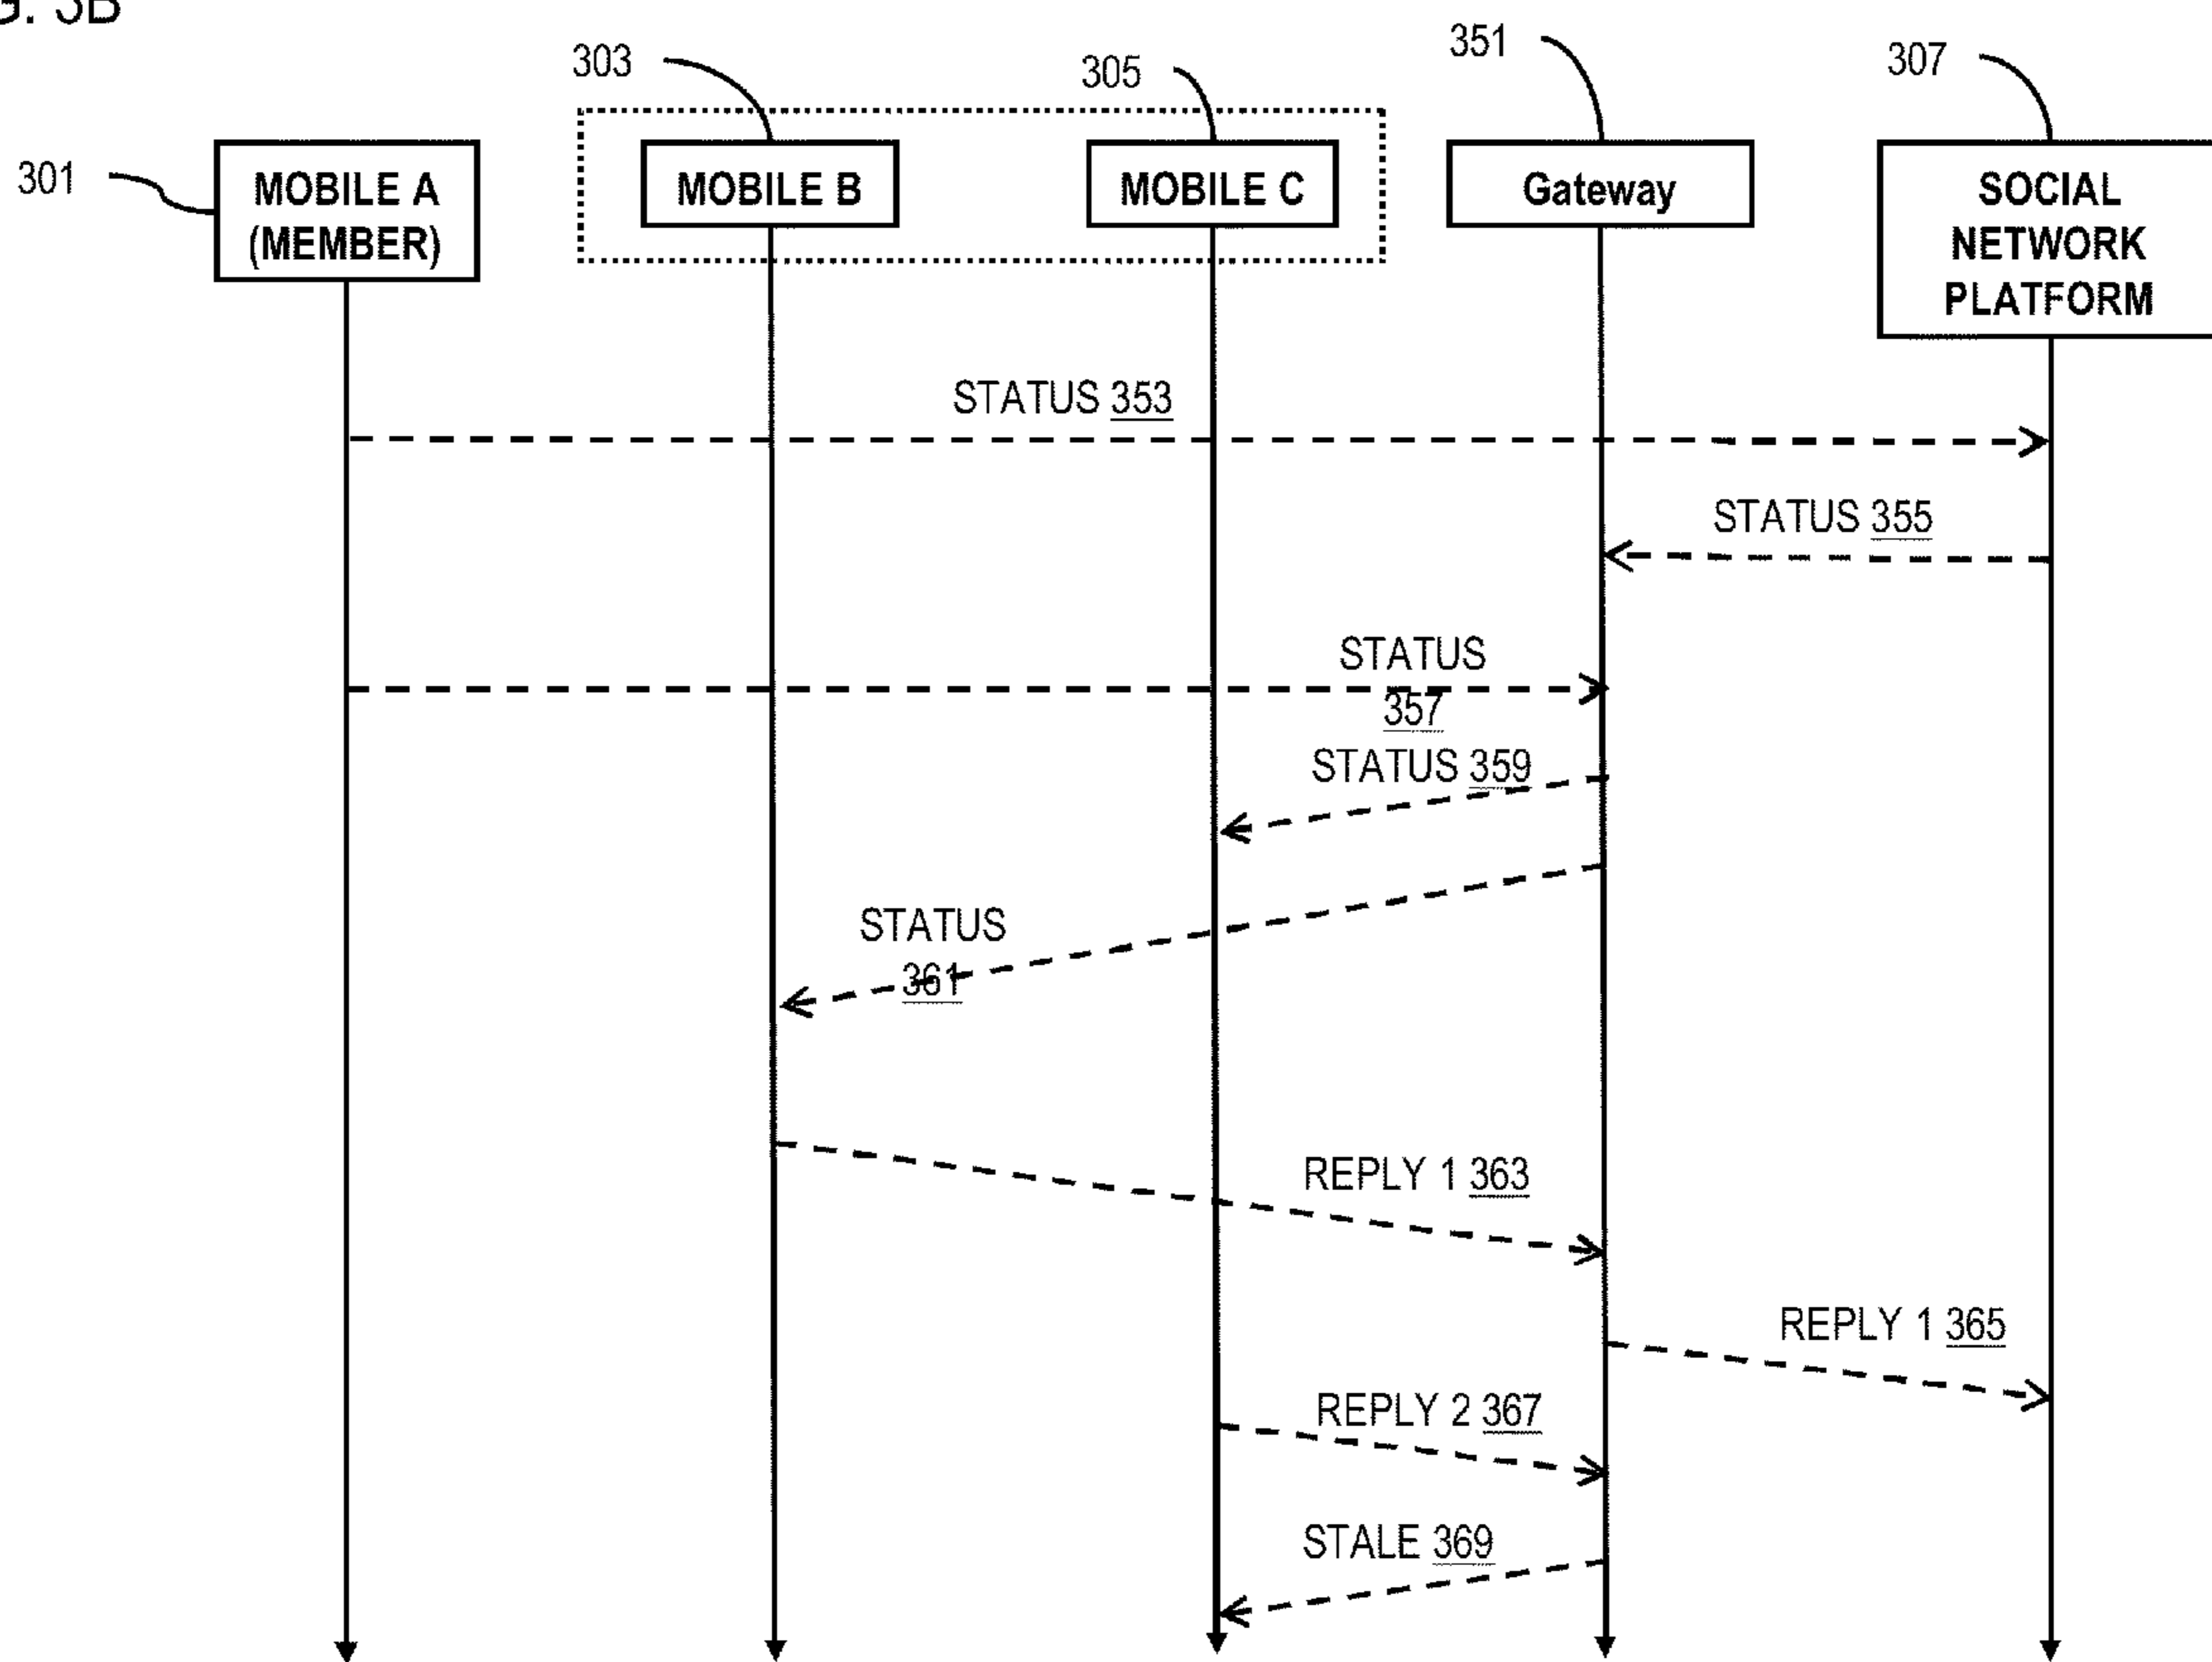 G. 3B
303
305
351
307
301
MOBILE A
(MEMBER)
MOBILE B
MOBILE C
Gateway
SOCIAL
NETWORK
PLATFORM
STATUS 353
STATUS 355
STATUS
357
STATUS 359
STATUS
361
REPLY 1 363
REPLY 1 365
REPLY 2 367
STALE 369